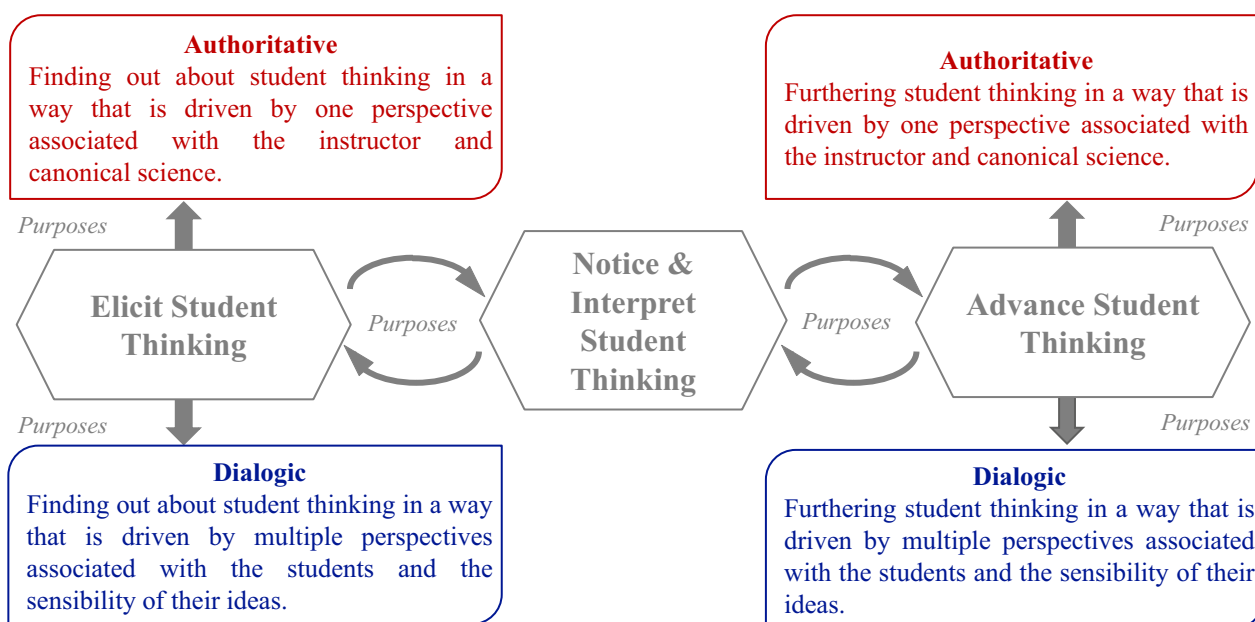 Authoritative
Finding out about student thinking in a
way that is driven by one perspective
associated with the instructor and
canonical science.
Authoritative
Furthering student thinking in a way that is
driven by one perspective associated with
the instructor and canonical science.
Purposes
Purposes
Elicit Student
Thinking
Purposes
Notice &
Interpret
Student
Thinking
Purposes
Advance Student
Thinking
Purposes
Purposes
Dialogic
Finding out about student thinking in a way
that is driven by multiple perspectives
associated with the students and the
sensibility of their ideas.
Dialogic
Furthering student thinking in a way that is
driven by multiple perspectives associated
with the students and the sensibility of their
ideas.